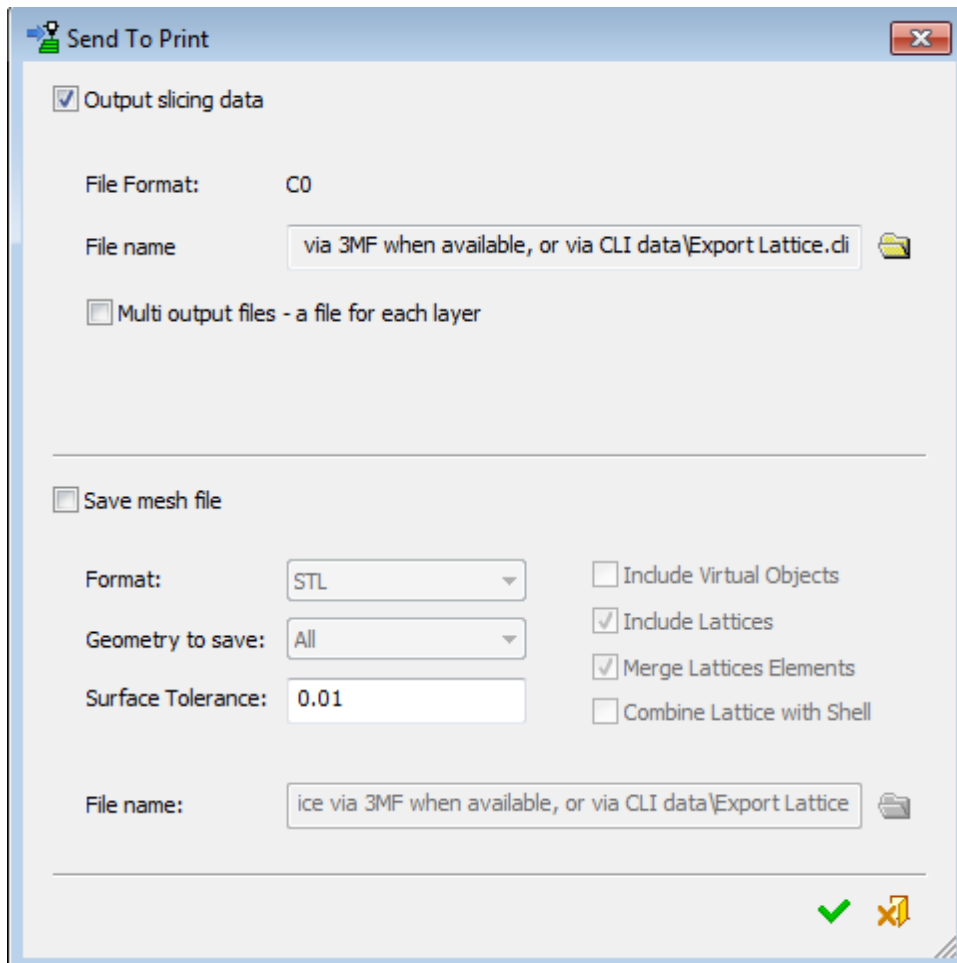 Send To Print
Output slicing data
File Format: C0
File name via 3MF when available, or via CLI data\Export Lattice.cli
Multi output files - a file for each layer
Save mesh file
Format: STL
Include Virtual Objects
Geometry to save: All
Include Lattices
Merge Lattices Elements
Surface Tolerance: 0.01
Combine Lattice with Shell
File name: ice via 3MF when available, or via CLI data\Export Lattice